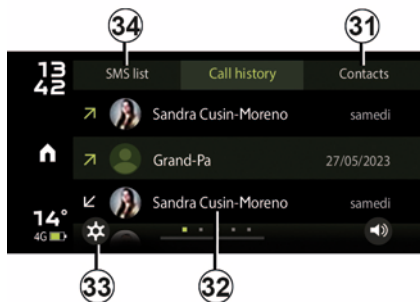 34
31
13
42
SMS list
Call history
Contacts
Sandra Cusin-Moreno
samedi
Grand-Pa
27/05/2023
Sandra Cusin-Moreno
samedi
14°
4G
33
32